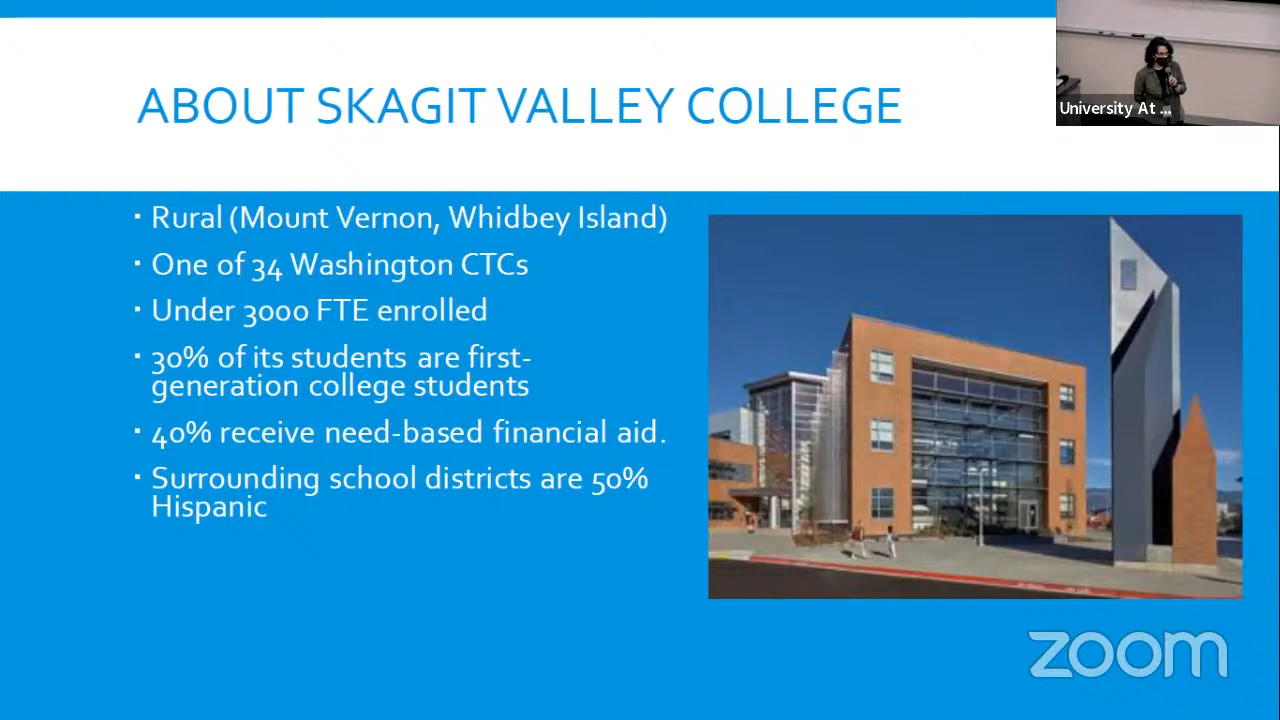 ABOUT SKAGIT VALLEY COLLEGE
University At ...
▪ Rural (Mount Vernon, Whidbey Island)
▪ One of 34 Washington CTCs
▪ Under 3000 FTE enrolled
▪ 30% of its students are first-
generation college students
▪ 40% receive need-based financial aid.
▪ Surrounding school districts are 50%
Hispanic
zoom